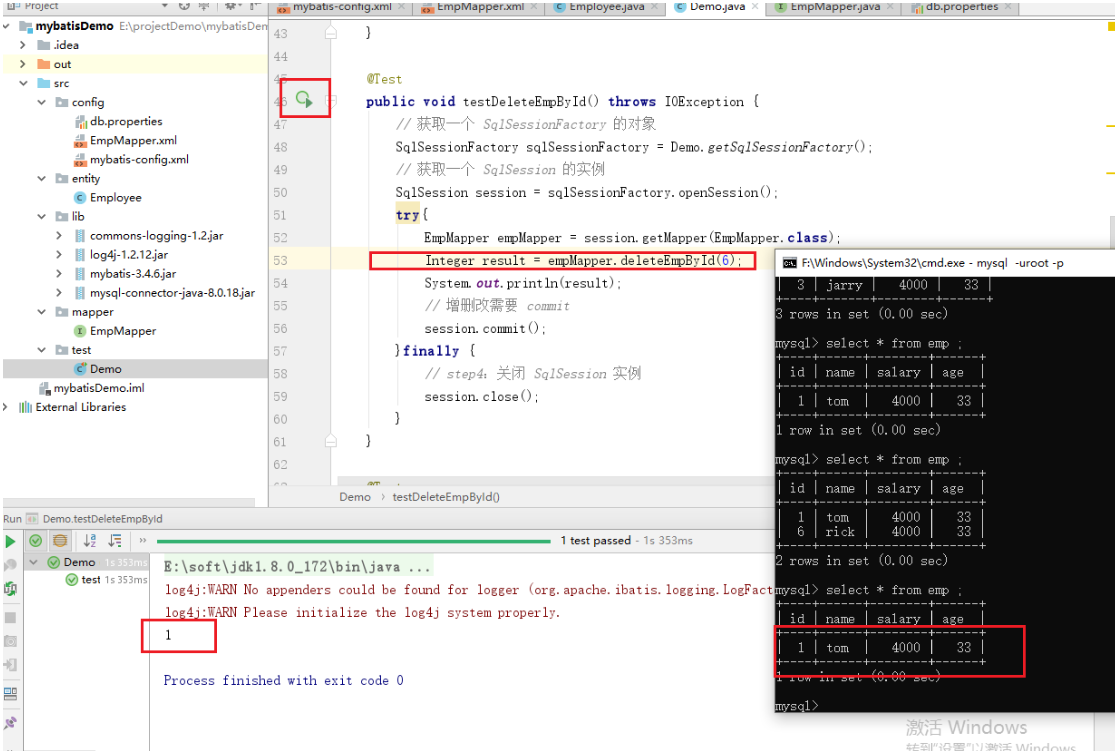 Project
mybatis-config.xml
EmpMapper.xml
Employee.java
Demo.java
EmpMapper.java
db.properties
mybatisDemo E:\projectDemo\mybatisDen
.idea
out
src
config
db.properties
EmpMapper.xml
mybatis-config.xml
entity
Employee
lib
commons-logging-1.2.jar
log4j-1.2.12.jar
mybatis-3.4.6.jar
mysql-connector-java-8.0.18.jar
mapper
EmpMapper
test
Demo
mybatisDemo.iml
External Libraries
43 }
44
45 @Test
46 public void testDeleteEmpById() throws IOException {
47 // 获取一个 SqlSessionFactory 的对象
48 SqlSessionFactory sqlSessionFactory = Demo.getSqlSessionFactory();
49 // 获取一个 SqlSession 的实例
50 SqlSession session = sqlSessionFactory.openSession();
51 try{
52 EmpMapper empMapper = session.getMapper(EmpMapper.class);
53 Integer result = empMapper.deleteEmpById(6);
54 System.out.println(result);
55 // 增删改需要 commit
56 session.commit();
57 }finally {
58 // step4: 关闭 SqlSession 实例
59 session.close();
60 }
61 }
62
Demo › testDeleteEmpById()
Run Demo.testDeleteEmpById
»
1 test passed - 1s 353ms
Demo 1s 353ms
test 1s 353ms
E:\soft\jdk1.8.0_172\bin\java ...
log4j:WARN No appenders could be found for logger (org.apache.ibatis.logging.LogFact
log4j:WARN Please initialize the log4j system properly.
1
Process finished with exit code 0
F:\Windows\System32\cmd.exe - mysql -uroot -p
| 3 | jarry | 4000 | 33 |
+----+-------+--------+------+
3 rows in set (0.00 sec)
mysql> select * from emp ;
+----+------+--------+------+
| id | name | salary | age |
+----+------+--------+------+
| 1 | tom | 4000 | 33 |
+----+------+--------+------+
1 row in set (0.00 sec)
mysql> select * from emp ;
+----+------+--------+------+
| id | name | salary | age |
+----+------+--------+------+
| 1 | tom | 4000 | 33 |
| 6 | rick | 4000 | 33 |
+----+------+--------+------+
2 rows in set (0.00 sec)
mysql> select * from emp ;
+----+------+--------+------+
| id | name | salary | age |
+----+------+--------+------+
| 1 | tom | 4000 | 33 |
+----+------+--------+------+
1 row in set (0.00 sec)
mysql>
激活 Windows
转到"设置"以激活 Windows